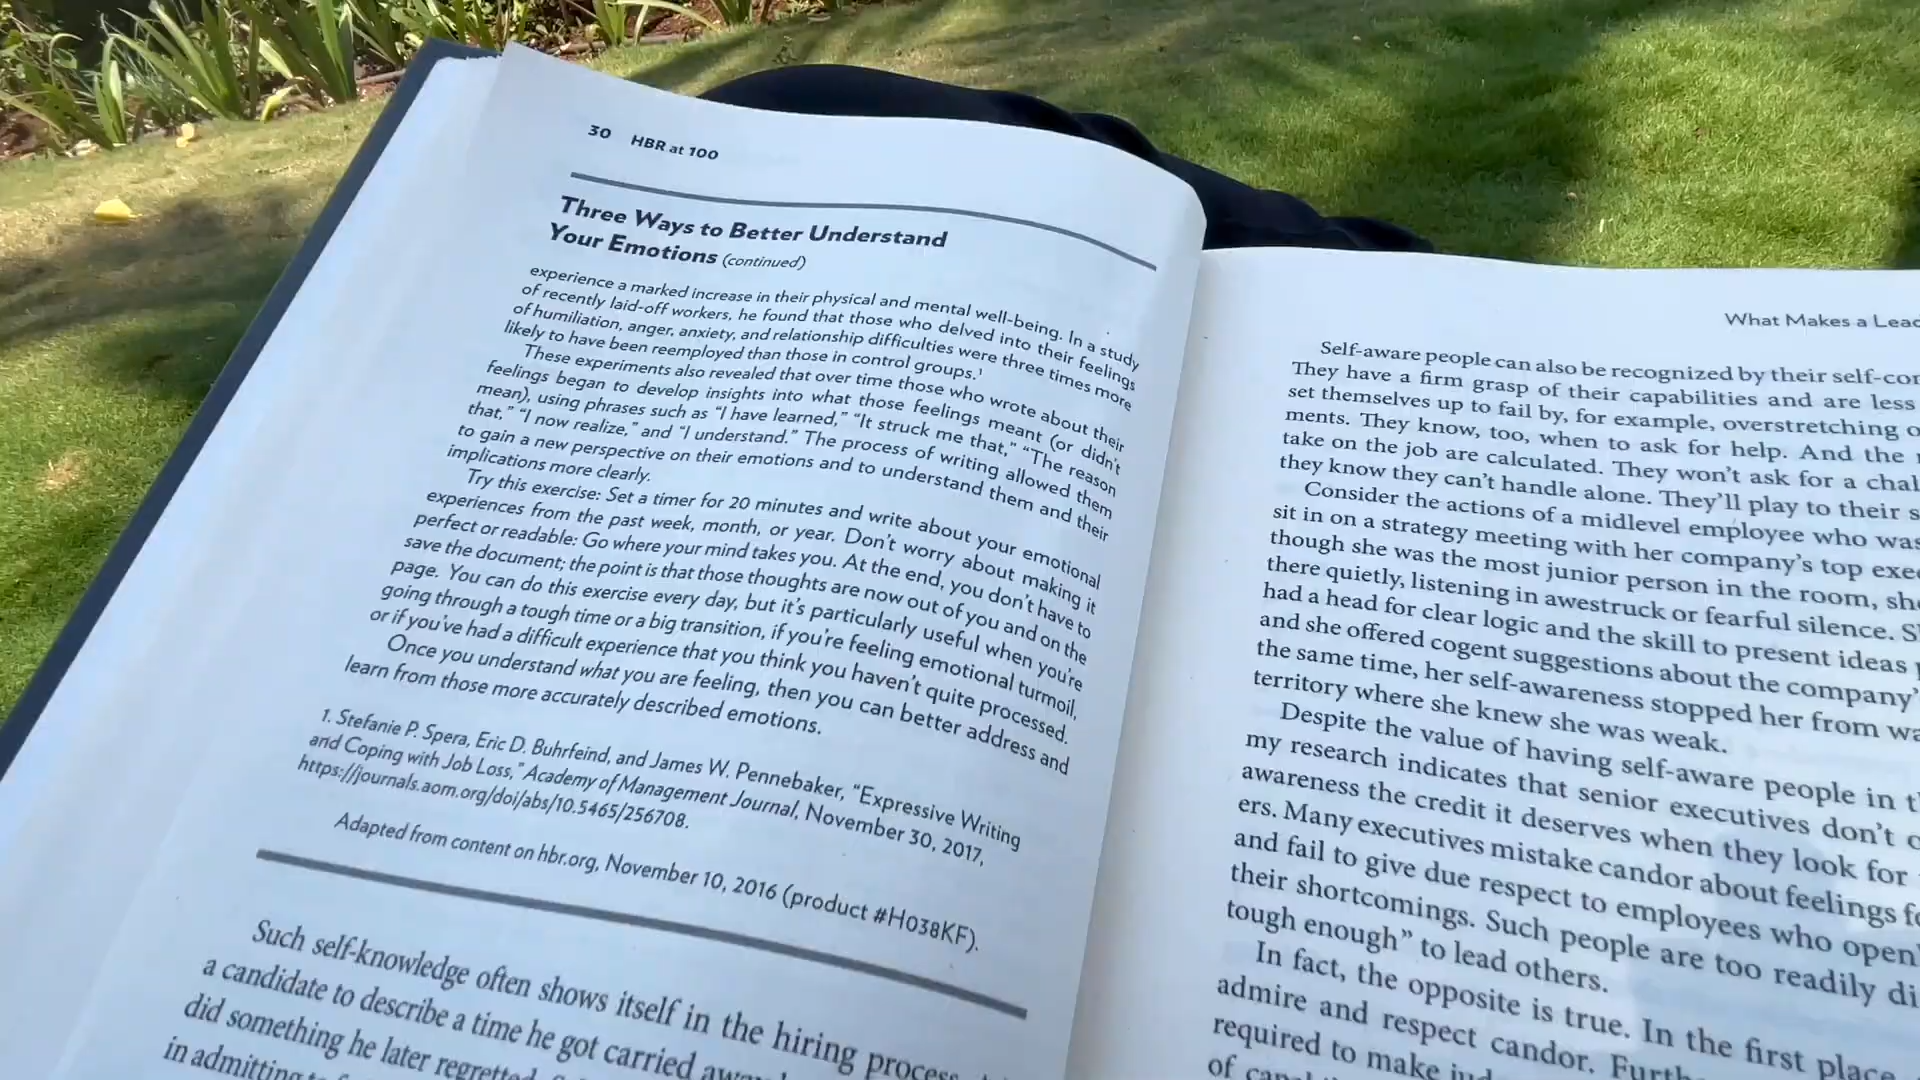 30 HBR at 100
Three Ways to Better Understand
Your Emotions (continued)
experience a marked increase in their physical and mental well-being. In a study
of recently laid-off workers, he found that those who delved into their feelings
of humiliation, anger, anxiety, and relationship difficulties were three times more
likely to have been reemployed than those in control groups.¹
These experiments also revealed that over time those who wrote about their
feelings began to develop insights into what those feelings meant (or didn't
mean), using phrases such as “I have learned,” “It struck me that,” “The reason
that,” “I now realize,” and “I understand.” The process of writing allowed them
to gain a new perspective on their emotions and to understand them and their
implications more clearly.
Try this exercise: Set a timer for 20 minutes and write about your emotional
experiences from the past week, month, or year. Don't worry about making it
perfect or readable: Go where your mind takes you. At the end, you don't have to
save the document; the point is that those thoughts are now out of you and on the
page. You can do this exercise every day, but it's particularly useful when you're
going through a tough time or a big transition, if you're feeling emotional turmoil,
or if you've had a difficult experience that you think you haven't quite processed.
Once you understand what you are feeling, then you can better address and
learn from those more accurately described emotions.
1. Stefanie P. Spera, Eric D. Buhrfeind, and James W. Pennebaker, “Expressive Writing
and Coping with Job Loss,” Academy of Management Journal, November 30, 2017,
https://journals.aom.org/doi/abs/10.5465/256708.
Adapted from content on hbr.org, November 10, 2016 (product #H038KF).
Such self-knowledge often shows itself in the hiring process.
a candidate to describe a time he got carried away
did something he later regretted.
in admitting
What Makes a Lead
Self-aware people can also be recognized by their self-con
They have a firm grasp of their capabilities and are less
set themselves up to fail by, for example, overstretching o
ments. They know, too, when to ask for help. And the
take on the job are calculated. They won't ask for a chal
they know they can't handle alone. They'll play to their s
Consider the actions of a midlevel employee who was
sit in on a strategy meeting with her company's top exec
though she was the most junior person in the room, she
there quietly, listening in awestruck or fearful silence. S
had a head for clear logic and the skill to present ideas
and she offered cogent suggestions about the company'
the same time, her self-awareness stopped her from wa
territory where she knew she was weak.
Despite the value of having self-aware people in t
my research indicates that senior executives don't
awareness the credit it deserves when they look for
ers. Many executives mistake candor about feelings fo
and fail to give due respect to employees who openl
their shortcomings. Such people are too readily di
tough enough” to lead others.
In fact, the opposite is true. In the first place
admire and respect candor.
required to make
of